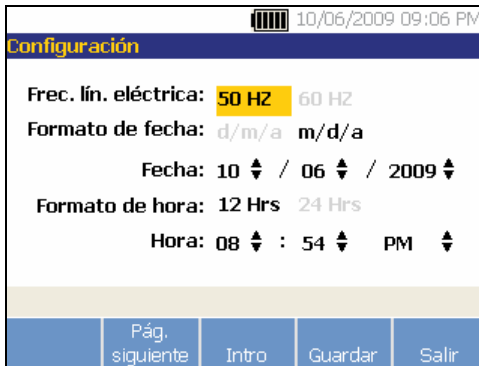 10/06/2009 09:06 PM
Configuración
Frec. lín. eléctrica: 50 HZ 60 HZ
Formato de fecha: d/m/a m/d/a
Fecha: 10 / 06 / 2009
Formato de hora: 12 Hrs 24 Hrs
Hora: 08 : 54 PM
Pág. siguiente Intro Guardar Salir